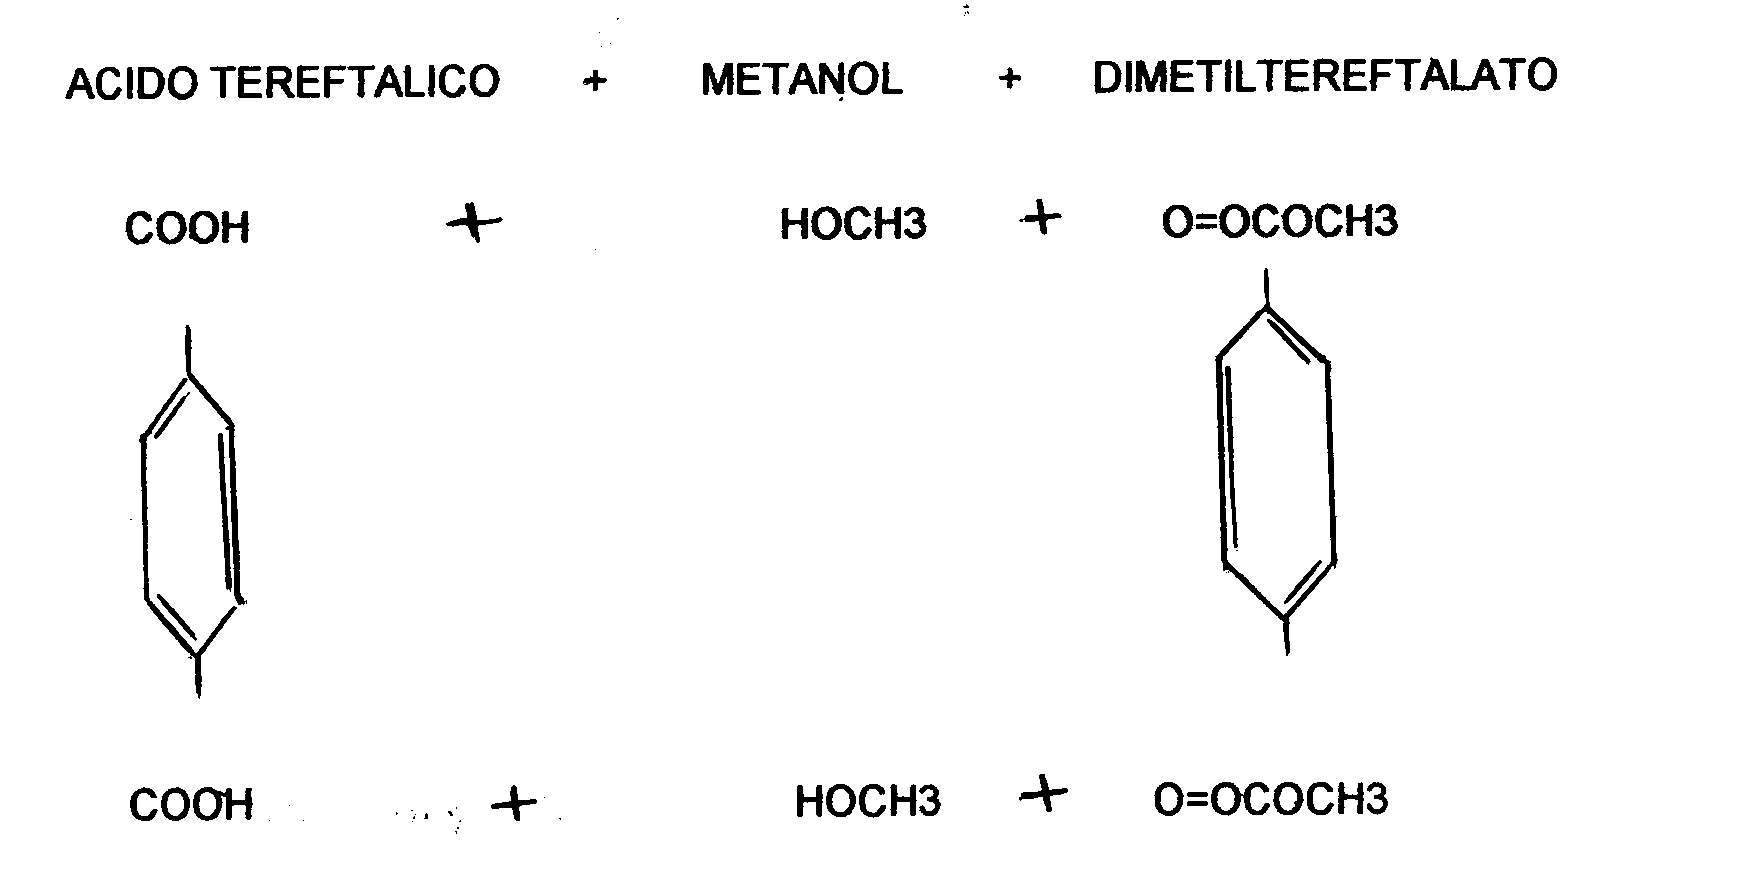 ACIDO TEREFTALICO + METANOL + DIMETILTEREFTALATO
COOH + HOCH3 + O=OCOCH3
COOH + HOCH3 + O=OCOCH3